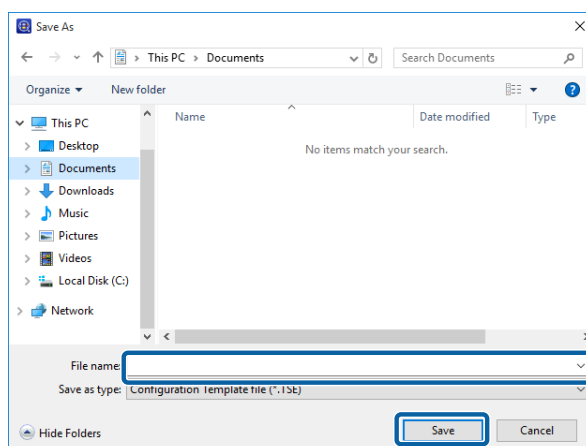 Save As
This PC > Documents
Search Documents
Organize
New folder
?
Name
Date modified
Type
This PC
Desktop
Documents
Downloads
Music
Pictures
Videos
Local Disk (C:)
Network
No items match your search.
File name:
Save as type: Configuration Template file (*.TSE)
Hide Folders
Save
Cancel